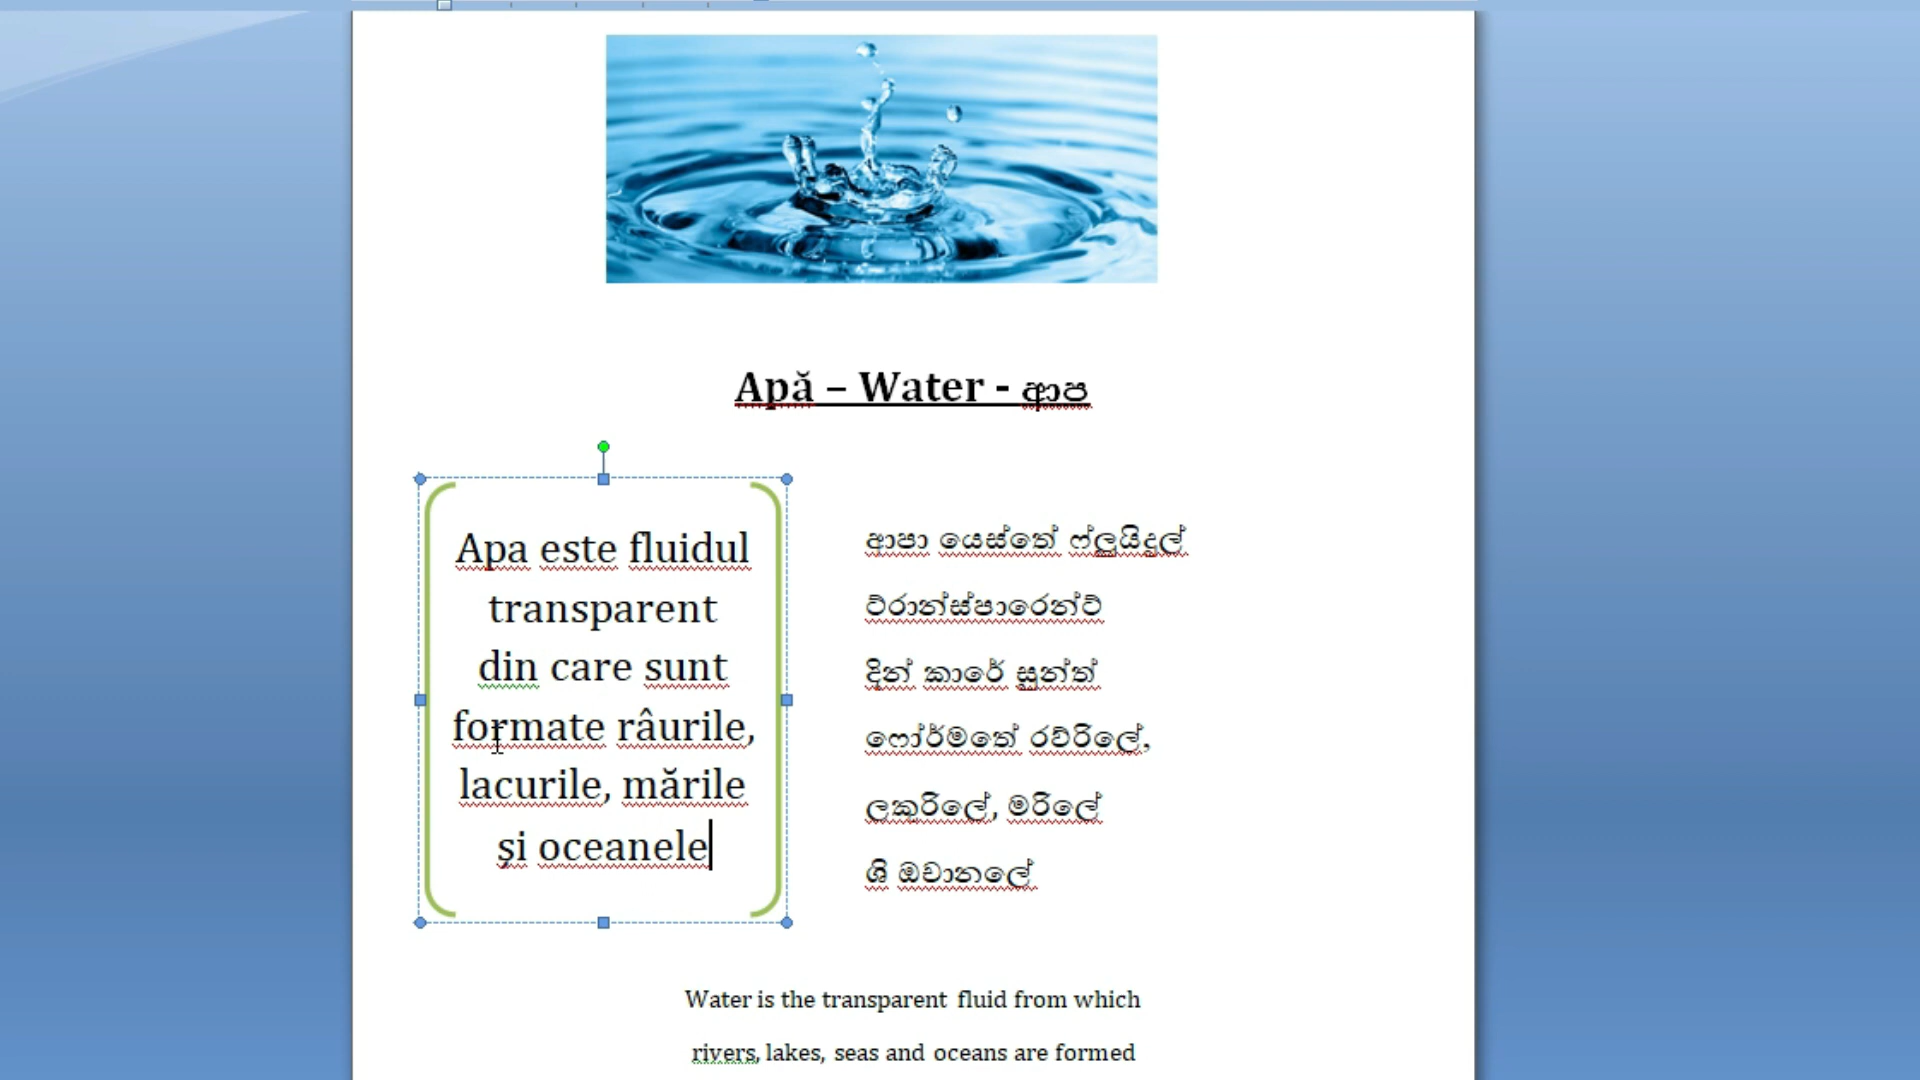 Apă – Water - ආප
Apa este fluidul
transparent
din care sunt
formate râurile,
lacurile, mările
și oceanele
ආපා යෙස්තේ ෆ්ලුයිදුල්
ට්රාන්ස්පාරෙන්ට්
දින් කාරේ සුන්ත්
ෆෝර්මතේ රව්රිලේ,
ලකුරිලේ, මරිලේ
ශි ඔචානලේ
Water is the transparent fluid from which
rivers, lakes, seas and oceans are formed